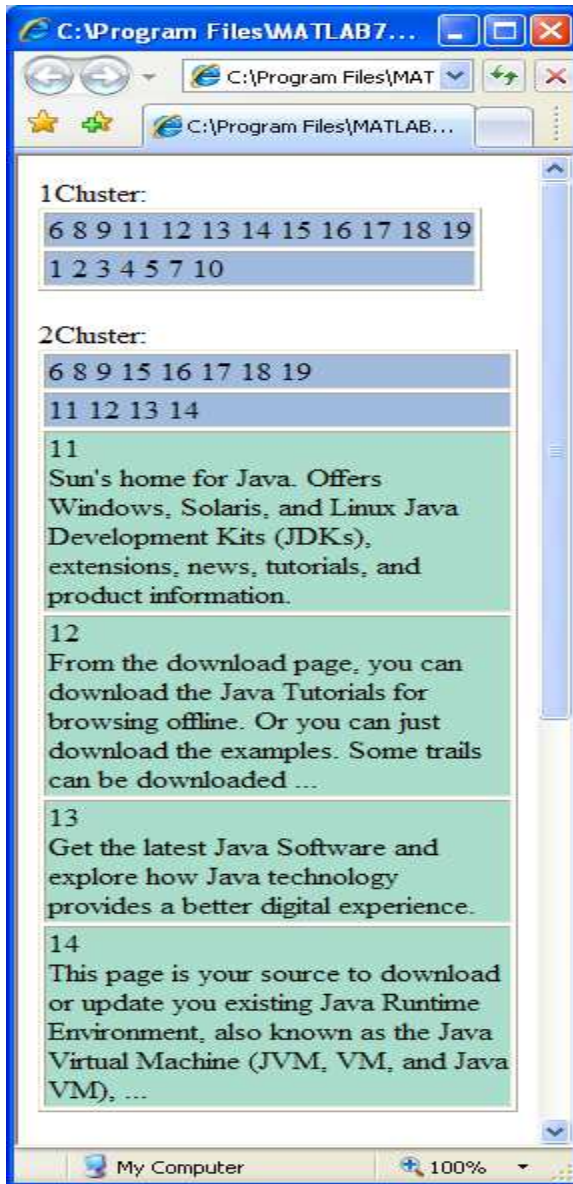 C:\Program Files\MATLAB7...
C:\Program Files\MAT
C:\Program Files\MATLAB...
1Cluster:
6 8 9 11 12 13 14 15 16 17 18 19
1 2 3 4 5 7 10
2Cluster:
6 8 9 15 16 17 18 19
11 12 13 14
11
Sun's home for Java. Offers
Windows, Solaris, and Linux Java
Development Kits (JDKs),
extensions, news, tutorials, and
product information.
12
From the download page, you can
download the Java Tutorials for
browsing offline. Or you can just
download the examples. Some trails
can be downloaded ...
13
Get the latest Java Software and
explore how Java technology
provides a better digital experience.
14
This page is your source to download
or update you existing Java Runtime
Environment, also known as the Java
Virtual Machine (JVM, VM, and Java
VM), ...
My Computer
100%